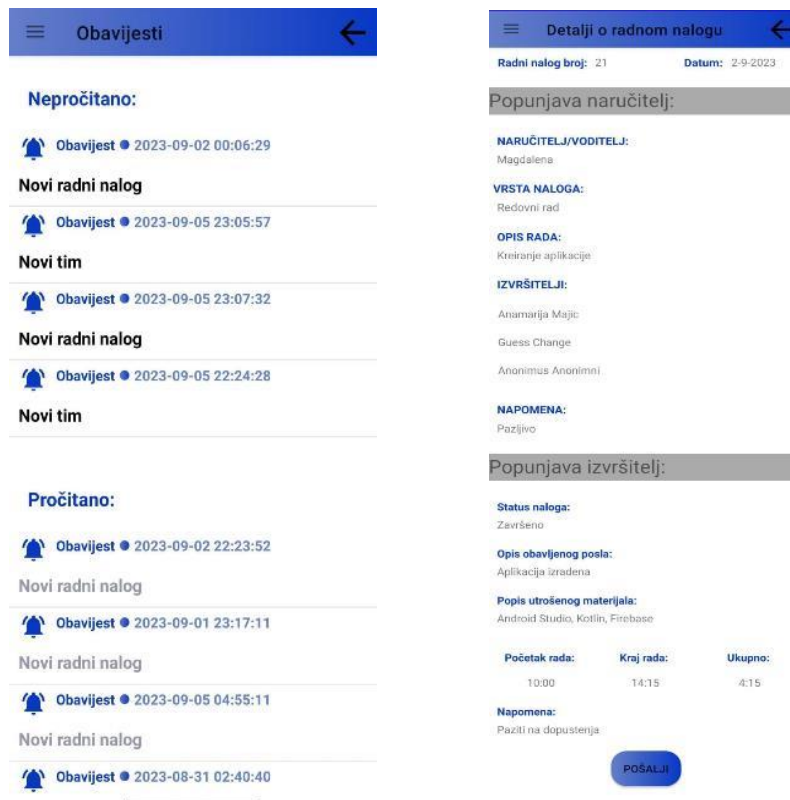 Obavijesti
Nepročitano:
Obavijest 2023-09-02 00:06:29
Novi radni nalog
Obavijest 2023-09-05 23:05:57
Novi tim
Obavijest 2023-09-05 23:07:32
Novi radni nalog
Obavijest 2023-09-05 22:24:28
Novi tim
Pročitano:
Obavijest 2023-09-02 22:23:52
Novi radni nalog
Obavijest 2023-09-01 23:17:11
Novi radni nalog
Obavijest 2023-09-05 04:55:11
Novi radni nalog
Obavijest 2023-08-31 02:40:40
Detalji o radnom nalogu
Radni nalog broj: 21 Datum: 2-9-2023
Popunjava naručitelj:
NARUČITELJ/VODITELJ:
Magdalena
VRSTA NALOGA:
Redovni rad
OPIS RADA:
Kreiranje aplikacije
IZVRŠITELJI:
Anamarija Majic
Guess Change
Anonimus Anonimni
NAPOMENA:
Pazljivo
Popunjava izvršitelj:
Status naloga:
Završeno
Opis obavljenog posla:
Aplikacija izradena
Popis utrošenog materijala:
Android Studio, Kotlin, Firebase
Početak rada: Kraj rada: Ukupno:
10:00 14:15 4:15
Napomena:
Paziti na dopustenja
POŠALJI